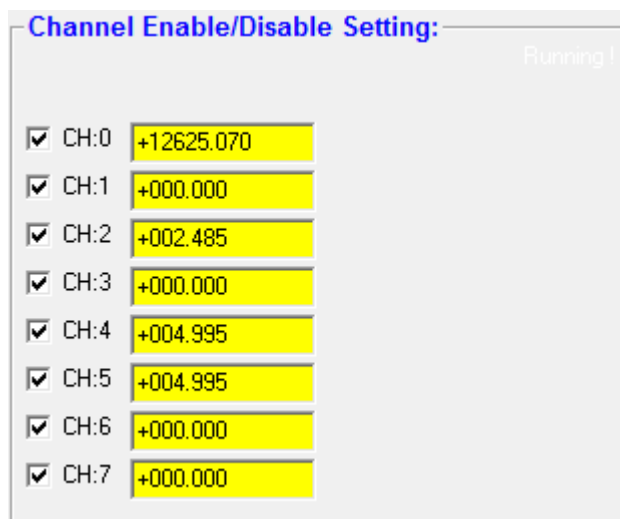 Channel Enable/Disable Setting:
Running !
CH:0 +12625.070
CH:1 +000.000
CH:2 +002.485
CH:3 +000.000
CH:4 +004.995
CH:5 +004.995
CH:6 +000.000
CH:7 +000.000